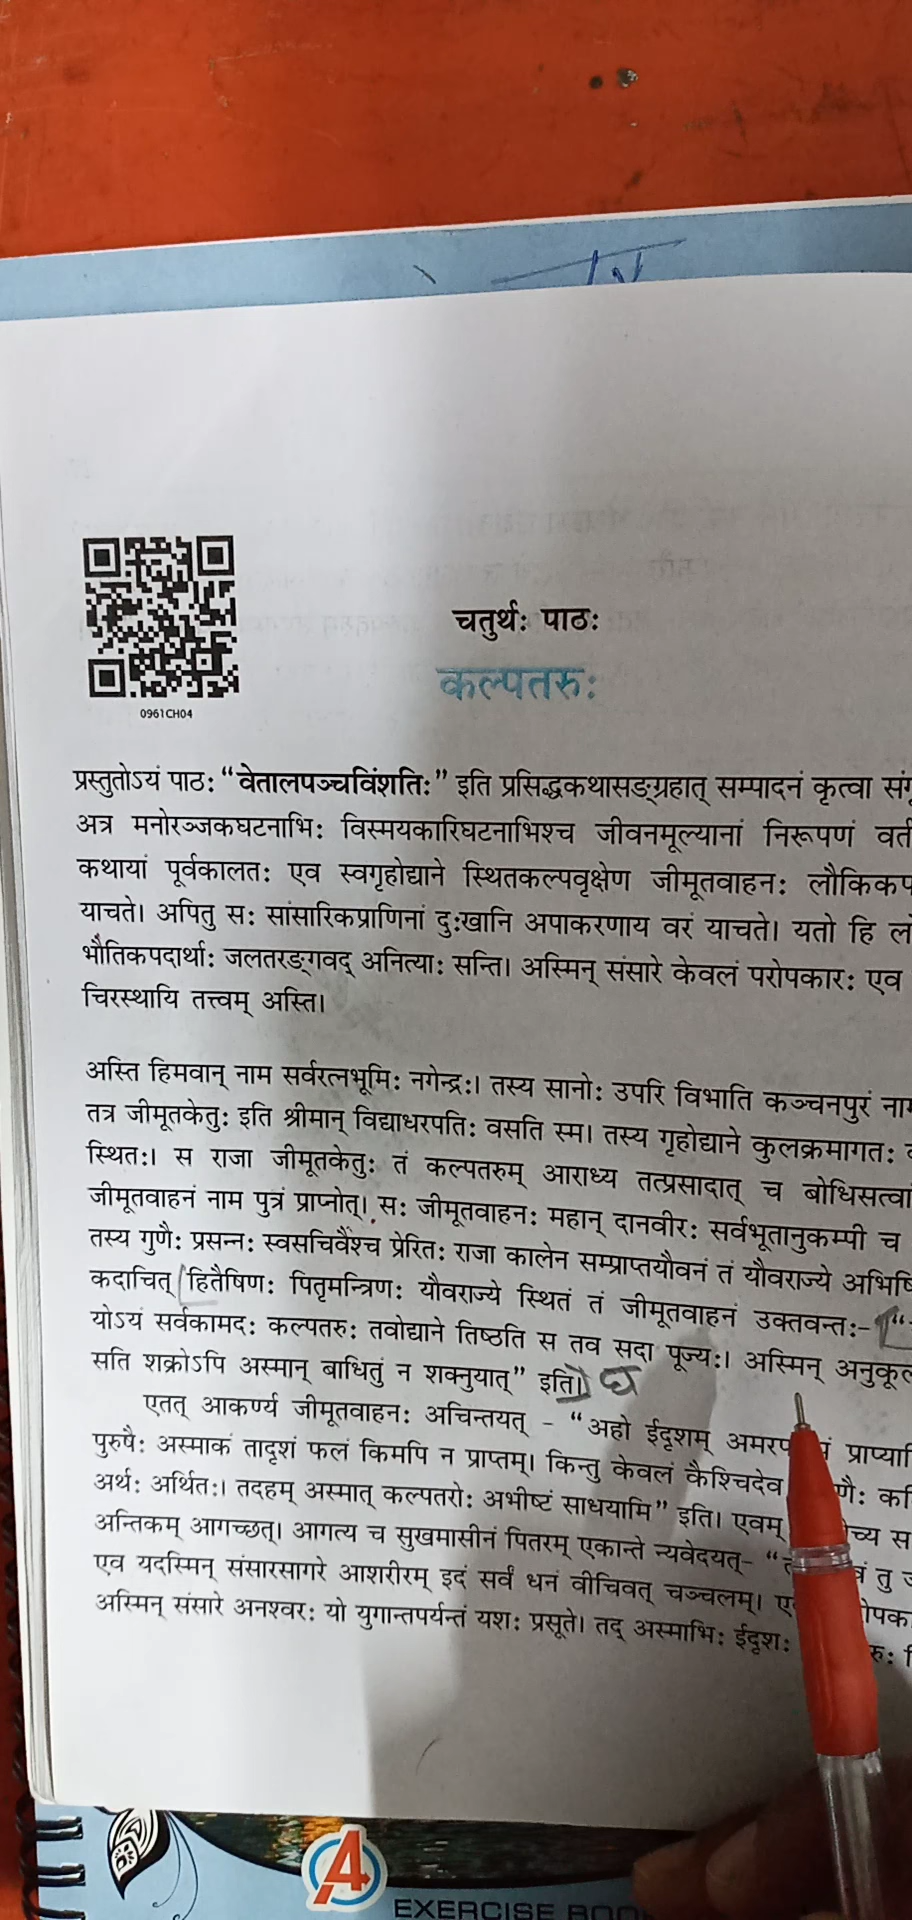 0961CH04
चतुर्थः पाठः
कल्पतरुः
प्रस्तुतोऽयं पाठः “वेतालपञ्चविंशतिः” इति प्रसिद्धकथासङ्ग्रहात् सम्पादनं कृत्वा
अत्र मनोरञ्जकघटनाभिः विस्मयकारिघटनाभिश्च जीवनमूल्यानां निरूपणं
कथायां पूर्वकालतः एव स्वगृहोद्याने स्थितकल्पवृक्षेण जीमूतवाहनः
याचते। अपितु सः सांसारिकप्राणिनां दुःखानि अपाकरणाय वरं याचते। यतो हि
भौतिकपदार्थाः जलतरङ्गवद् अनित्याः सन्ति। अस्मिन् संसारे केवलं परोपकारः एव
चिरस्थायि तत्त्वम् अस्ति।
अस्ति हिमवान् नाम सर्वरत्नभूमिः नगेन्द्रः। तस्य सानोः उपरि विभाति कञ्चनपुरं
तत्र जीमूतकेतुः इति श्रीमान् विद्याधरपतिः वसति स्म। तस्य गृहोद्याने कुलक्रमागतः
स्थितः। स राजा जीमूतकेतुः तं कल्पतरुम् आराध्य तत्प्रसादात् च
जीमूतवाहनं नाम पुत्रं प्राप्नोत्। सः जीमूतवाहनः महान् दानवीरः सर्वभूतानुकम्पी च
तस्य गुणैः प्रसन्नः स्वसचिवैश्च प्रेरितः राजा कालेन सम्प्राप्तयौवनं तं यौवराज्ये
कदाचित् हितैषिणः पितृमन्त्रिणः यौवराज्ये स्थितं तं जीमूतवाहनं उक्तवन्तः- “
योऽयं सर्वकामदः कल्पतरुः तवोद्याने तिष्ठति स तव सदा पूज्यः। अस्मिन्
सति शक्रोऽपि अस्मान् बाधितुं न शक्नुयात्” इति।
एतत् आकर्ण्य जीमूतवाहनः अचिन्तयत् - “अहो ईदृशम्
पुरुषैः अस्माकं तादृशं फलं किमपि न प्राप्तम्। किन्तु केवलं कैश्चिदेव
अर्थः अर्थितः। तदहम् अस्मात् कल्पतरोः अभीष्टं साधयामि” इति। एवम्
अन्तिकम् आगच्छत्। आगत्य च सुखमासीनं पितरम् एकान्ते न्यवेदयत्- “
एव यदस्मिन् संसारसागरे आशरीरम् इदं सर्वं धनं वीचिवत् चञ्चलम्।
अस्मिन् संसारे अनश्वरः यो युगान्तपर्यन्तं यशः प्रसूते। तद् अस्माभिः ईदृशः
A
EXERCISE